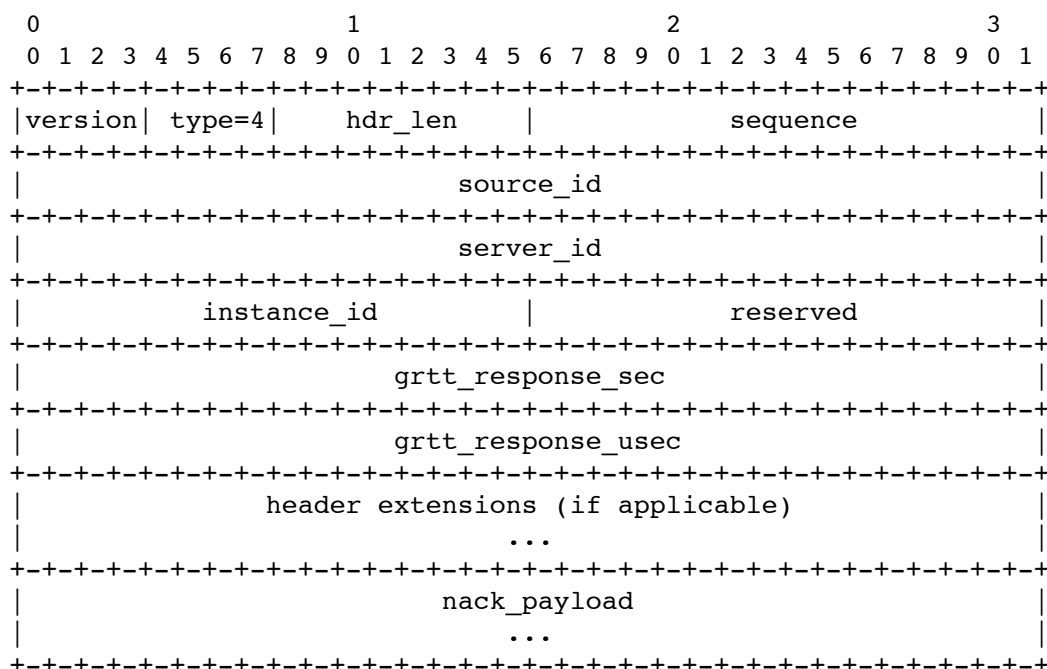 0                   1                   2                   3
 0 1 2 3 4 5 6 7 8 9 0 1 2 3 4 5 6 7 8 9 0 1 2 3 4 5 6 7 8 9 0 1
+-+-+-+-+-+-+-+-+-+-+-+-+-+-+-+-+-+-+-+-+-+-+-+-+-+-+-+-+-+-+-+-+
|version| type=4|    hdr_len    |            sequence           |
+-+-+-+-+-+-+-+-+-+-+-+-+-+-+-+-+-+-+-+-+-+-+-+-+-+-+-+-+-+-+-+-+
|                           source_id                           |
+-+-+-+-+-+-+-+-+-+-+-+-+-+-+-+-+-+-+-+-+-+-+-+-+-+-+-+-+-+-+-+-+
|                           server_id                           |
+-+-+-+-+-+-+-+-+-+-+-+-+-+-+-+-+-+-+-+-+-+-+-+-+-+-+-+-+-+-+-+-+
|           instance_id         |            reserved           |
+-+-+-+-+-+-+-+-+-+-+-+-+-+-+-+-+-+-+-+-+-+-+-+-+-+-+-+-+-+-+-+-+
|                       grtt_response_sec                       |
+-+-+-+-+-+-+-+-+-+-+-+-+-+-+-+-+-+-+-+-+-+-+-+-+-+-+-+-+-+-+-+-+
|                       grtt_response_usec                      |
+-+-+-+-+-+-+-+-+-+-+-+-+-+-+-+-+-+-+-+-+-+-+-+-+-+-+-+-+-+-+-+-+
|               header extensions (if applicable)               |
|                              ...                              |
+-+-+-+-+-+-+-+-+-+-+-+-+-+-+-+-+-+-+-+-+-+-+-+-+-+-+-+-+-+-+-+-+
|                          nack_payload                         |
|                              ...                              |
+-+-+-+-+-+-+-+-+-+-+-+-+-+-+-+-+-+-+-+-+-+-+-+-+-+-+-+-+-+-+-+-+